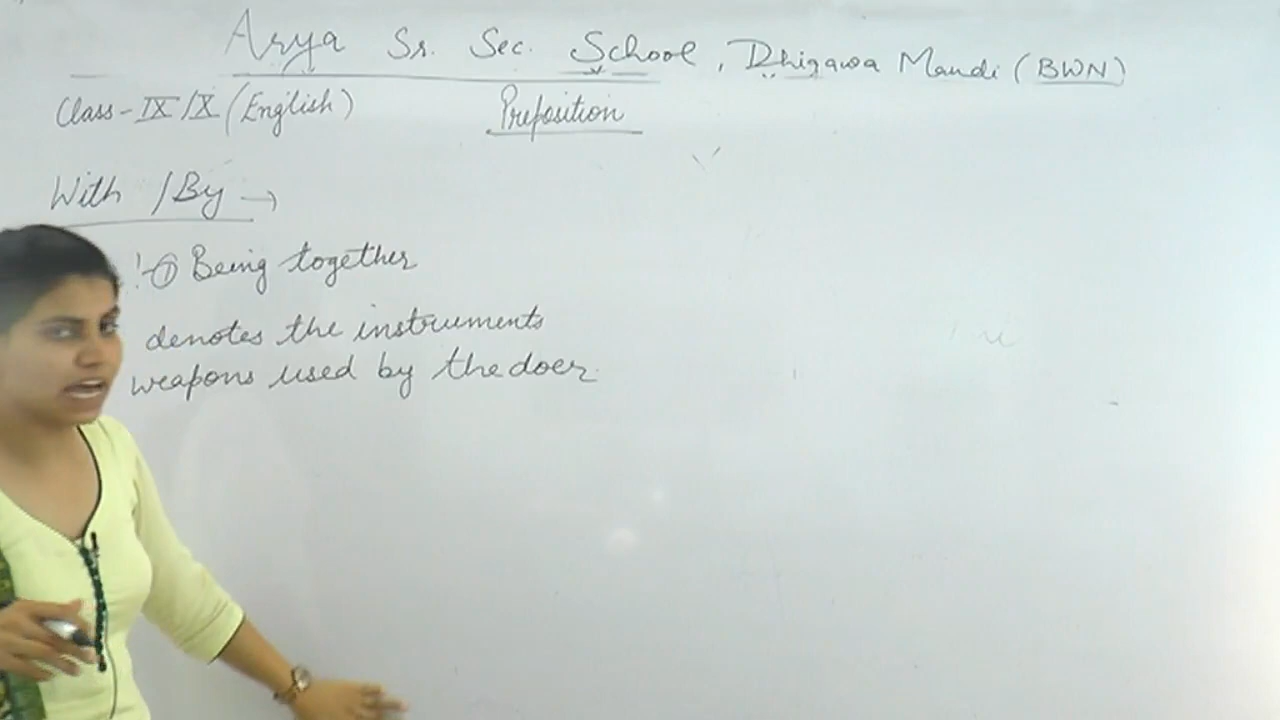 Arya Sr. Sec. School, Dhigawa Mandi (BWN)
Class-IX/X (English) Preposition
With /By →
① Being together
denotes the instruments
weapons used by the doer